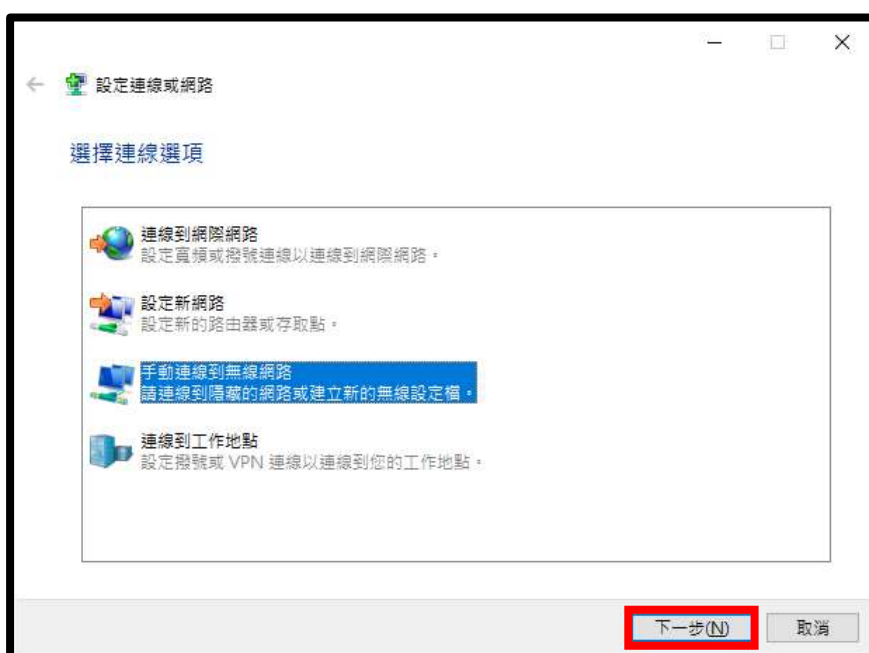 設定連線或網路
選擇連線選項
連線到網際網路
設定寬頻或撥號連線以連線到網際網路。
設定新網路
設定新的路由器或存取點。
手動連線到無線網路
請連線到隱藏的網路或建立新的無線設定檔。
連線到工作地點
設定撥號或 VPN 連線以連線到您的工作地點。
下一步(N)
取消